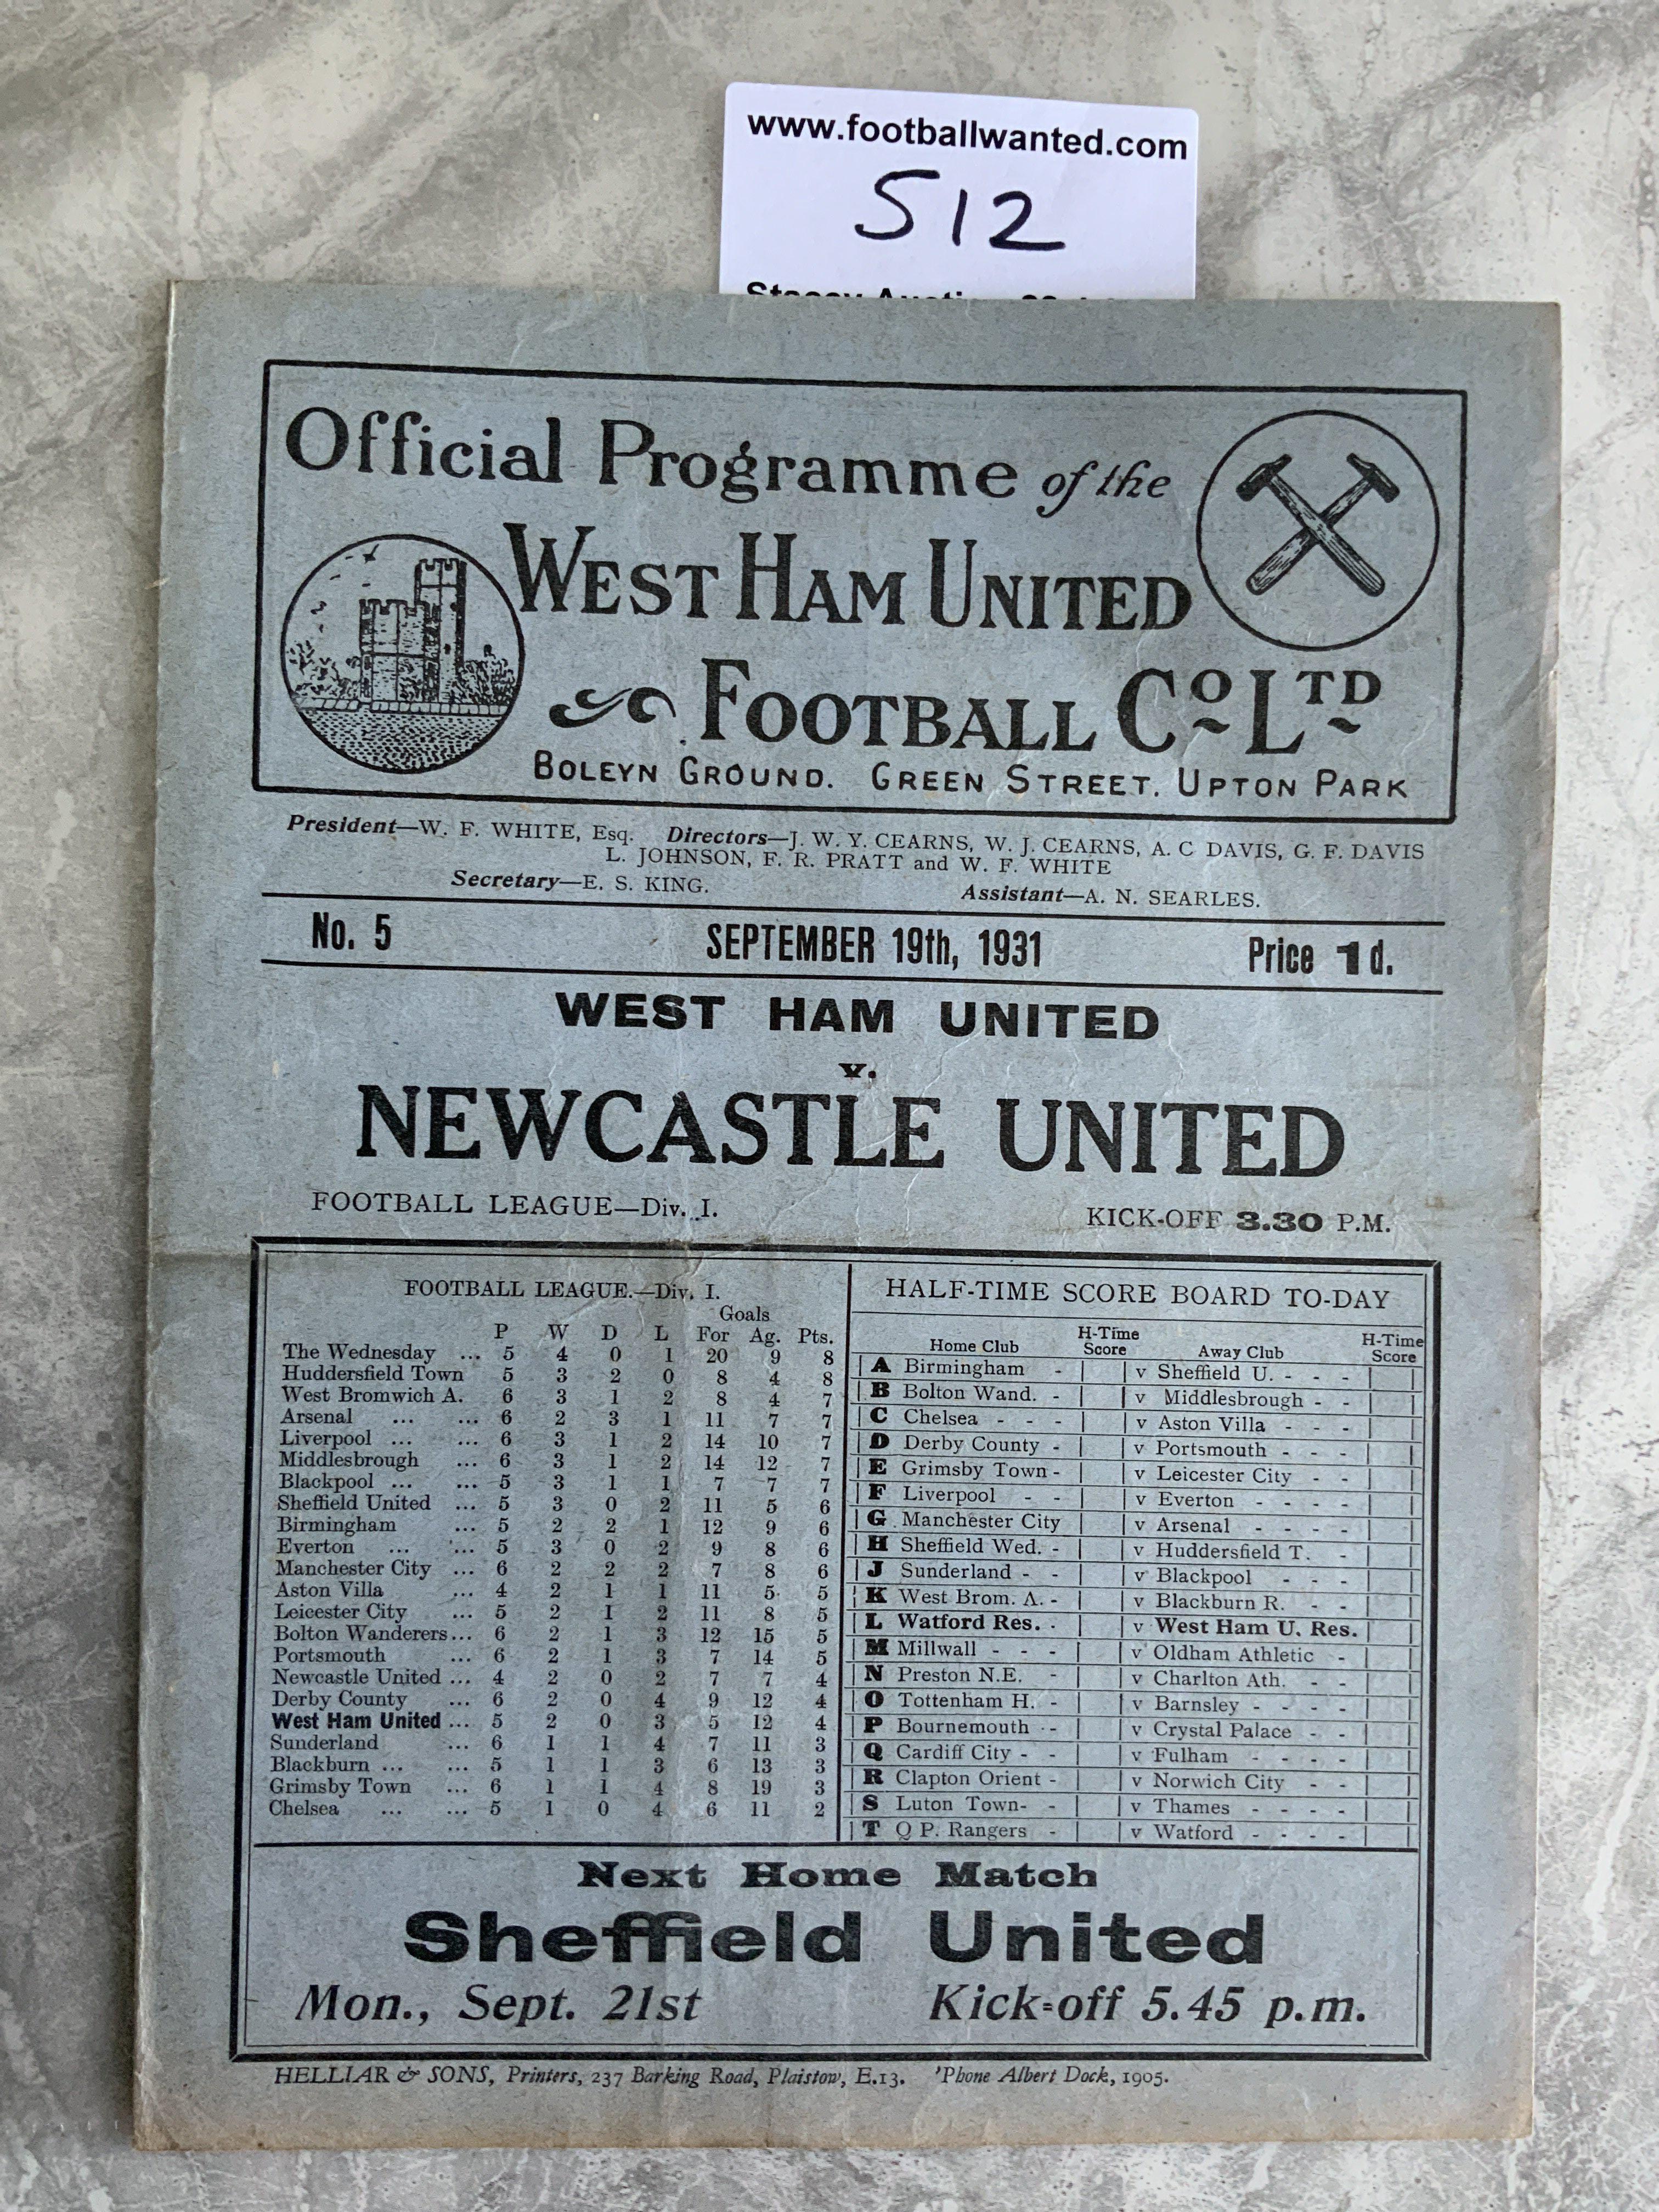 www.footballwanted.com
512
Official Programme of the
WEST HAM UNITED
FOOTBALL Co LTD
BOLEYN GROUND. GREEN STREET. UPTON PARK
President—W. F. WHITE, Esq. Directors—J. W. Y. CEARNS, W. J. CEARNS, A. C DAVIS, G. F. DAVIS
L. JOHNSON, F. R. PRATT and W. F. WHITE
Secretary—E. S. KING. Assistant—A. N. SEARLES.
No. 5 SEPTEMBER 19th, 1931 Price 1d.
WEST HAM UNITED
v.
NEWCASTLE UNITED
FOOTBALL LEAGUE—Div. I. KICK-OFF 3.30 P.M.
FOOTBALL LEAGUE.—Div. I.
Goals
P W D L For Ag. Pts.
The Wednesday ... 5 4 0 1 20 9 8
Huddersfield Town 5 3 2 0 8 4 8
West Bromwich A. 6 3 1 2 8 4 7
Arsenal ... ... 6 2 3 1 11 7 7
Liverpool ... ... 6 3 1 2 14 10 7
Middlesbrough ... 6 3 1 2 14 12 7
Blackpool ... ... 5 3 1 1 7 7 7
Sheffield United ... 5 3 0 2 11 5 6
Birmingham ... 5 2 2 1 12 9 6
Everton ... ... 5 3 0 2 9 8 6
Manchester City ... 6 2 2 2 7 8 6
Aston Villa ... 4 2 1 1 11 5 5
Leicester City ... 5 2 1 2 11 8 5
Bolton Wanderers... 6 2 1 3 12 15 5
Portsmouth ... 6 2 1 3 7 14 5
Newcastle United ... 4 2 0 2 7 7 4
Derby County ... 6 2 0 4 9 12 4
West Ham United ... 5 2 0 3 5 12 4
Sunderland ... 6 1 1 4 7 11 3
Blackburn ... ... 5 1 1 3 6 13 3
Grimsby Town ... 6 1 1 4 8 19 3
Chelsea ... ... 5 1 0 4 6 11 2
HALF-TIME SCORE BOARD TO-DAY
Home Club H-Time Score Away Club H-Time Score
A Birmingham - v Sheffield U. - - -
B Bolton Wand. - v Middlesbrough - -
C Chelsea - - - v Aston Villa - - -
D Derby County - v Portsmouth - - -
E Grimsby Town - v Leicester City - -
F Liverpool - - v Everton - - - -
G Manchester City v Arsenal - - - -
H Sheffield Wed. - v Huddersfield T. -
J Sunderland - - v Blackpool - - -
K West Brom. A. - v Blackburn R. - -
L Watford Res. - v West Ham U. Res.
M Millwall - - - v Oldham Athletic -
N Preston N.E. - v Charlton Ath. - -
O Tottenham H. - v Barnsley - - - -
P Bournemouth - - v Crystal Palace - -
Q Cardiff City - - v Fulham - - - -
R Clapton Orient - v Norwich City - -
S Luton Town- - v Thames - - - -
T Q P. Rangers - v Watford - - - -
Next Home Match
Sheffield United
Mon., Sept. 21st Kick-off 5.45 p.m.
HELLIAR & SONS, Printers, 237 Barking Road, Plaistow, E.13. 'Phone Albert Dock, 1905.